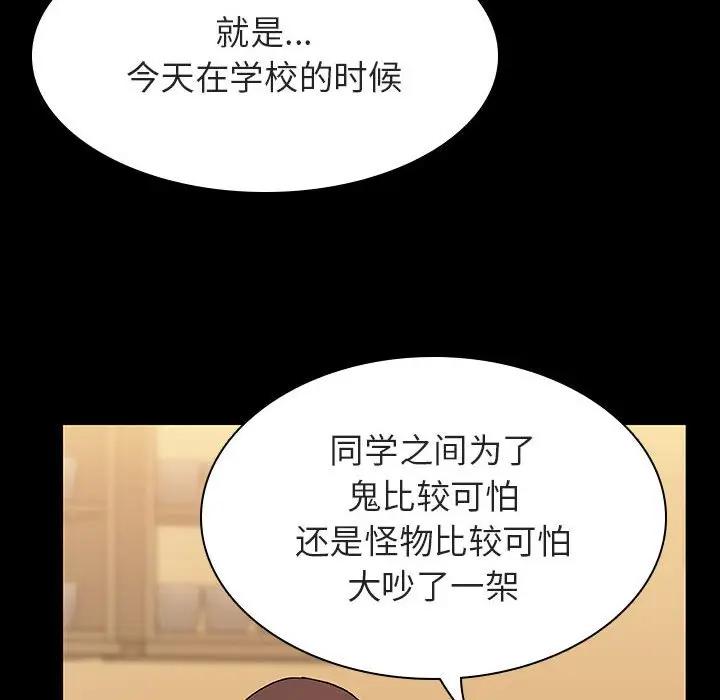 就是...
今天在学校的时候
同学之间为了
鬼比较可怕
还是怪物比较可怕
大吵了一架